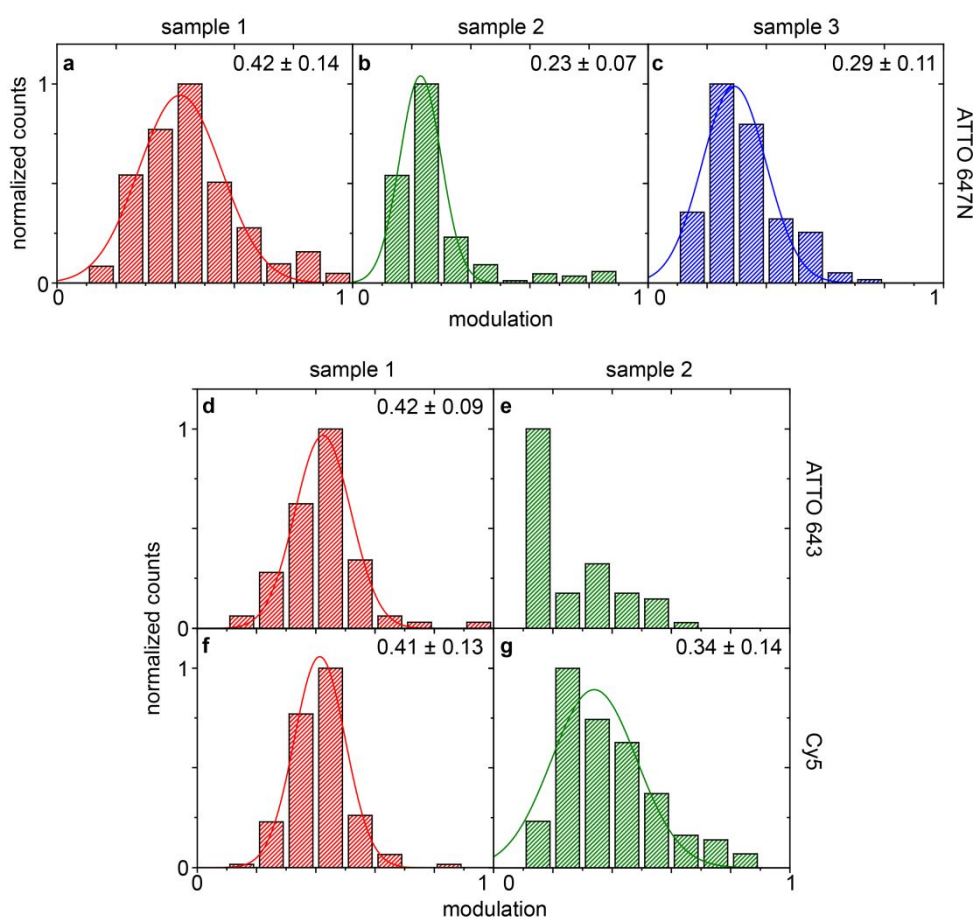 sample 1
sample 2
sample 3
a
0.42 ± 0.14
b
0.23 ± 0.07
c
0.29 ± 0.11
normalized counts
1
0
ATTO 647N
0
1
0
1
0
1
modulation
sample 1
sample 2
d
0.42 ± 0.09
e
1
0
ATTO 643
normalized counts
f
0.41 ± 0.13
g
0.34 ± 0.14
1
0
Cy5
0
1
0
1
modulation